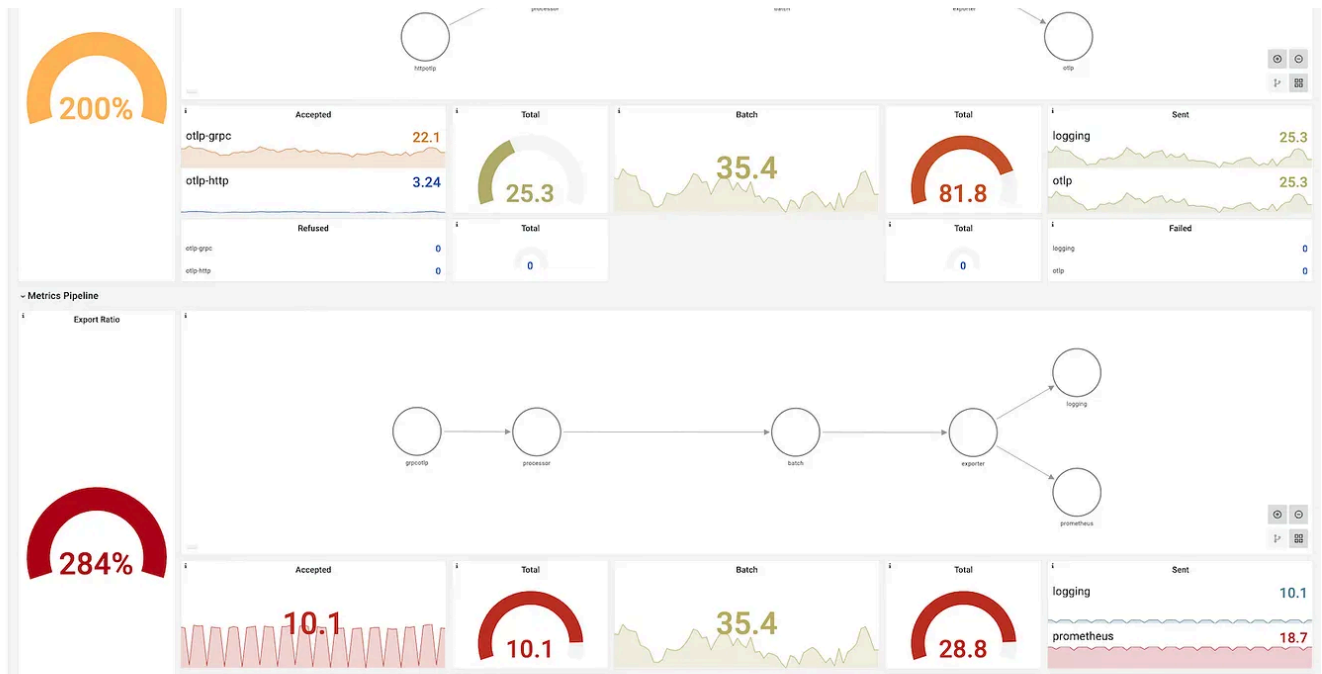 processor
batch
exporter
httpotlp
otlp
200%
Accepted
otlp-grpc 22.1
otlp-http 3.24
Total
25.3
Batch
35.4
Total
81.8
Sent
logging 25.3
otlp 25.3
Refused
otlp-grpc 0
otlp-http 0
Total
0
Total
0
Failed
logging 0
otlp 0
Metrics Pipeline
Export Ratio
284%
grpcotlp
processor
batch
exporter
logging
prometheus
Accepted
10.1
Total
10.1
Batch
35.4
Total
28.8
Sent
logging 10.1
prometheus 18.7